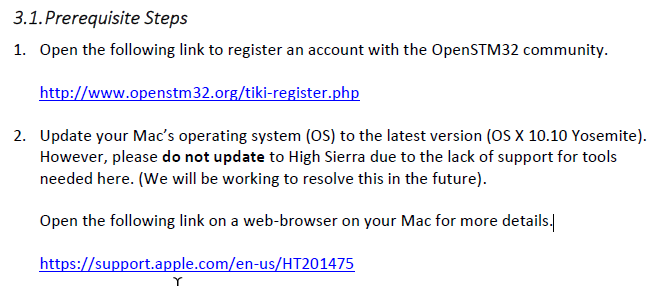 3.1. Prerequisite Steps
1. Open the following link to register an account with the OpenSTM32 community.
http://www.openstm32.org/tiki-register.php
2. Update your Mac's operating system (OS) to the latest version (OS X 10.10 Yosemite).
However, please do not update to High Sierra due to the lack of support for tools
needed here. (We will be working to resolve this in the future).
Open the following link on a web-browser on your Mac for more details.
https://support.apple.com/en-us/HT201475